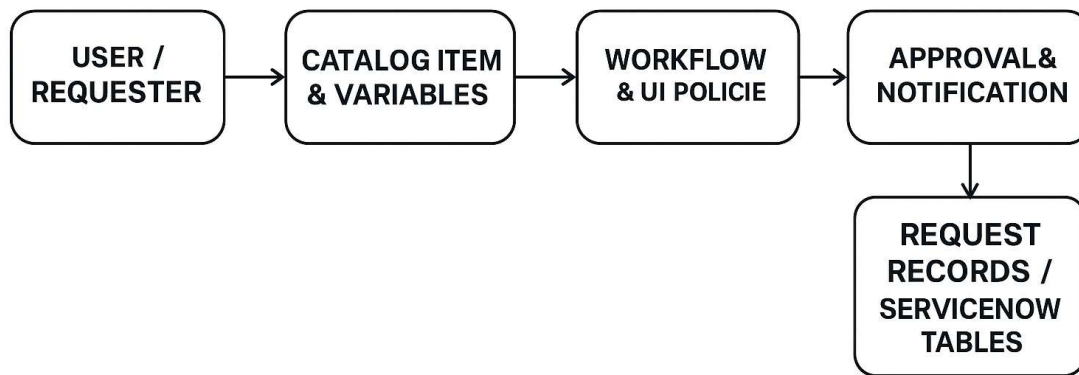 USER /
REQUESTER
CATALOG ITEM
& VARIABLES
WORKFLOW
& UI POLICIE
APPROVAL&
NOTIFICATION
REQUEST
RECORDS /
SERVICENOW
TABLES